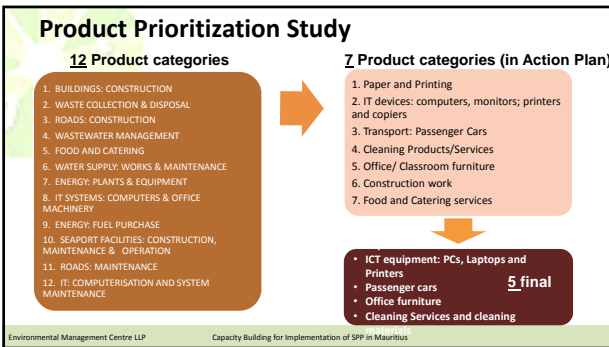 Product Prioritization Study
12 Product categories
1. BUILDINGS: CONSTRUCTION
2. WASTE COLLECTION & DISPOSAL
3. ROADS: CONSTRUCTION
4. WASTEWATER MANAGEMENT
5. FOOD AND CATERING
6. WATER SUPPLY: WORKS & MAINTENANCE
7. ENERGY: PLANTS & EQUIPMENT
8. IT SYSTEMS: COMPUTERS & OFFICE
MACHINERY
9. ENERGY: FUEL PURCHASE
10. SEAPORT FACILITIES: CONSTRUCTION,
MAINTENANCE & OPERATION
11. ROADS: MAINTENANCE
12. IT: COMPUTERISATION AND SYSTEM
MAINTENANCE
7 Product categories (in Action Plan)
1. Paper and Printing
2. IT devices: computers, monitors; printers
and copiers
3. Transport: Passenger Cars
4. Cleaning Products/Services
5. Office/ Classroom furniture
6. Construction work
7. Food and Catering services
• ICT equipment: PCs, Laptops and
Printers
• Passenger cars
• Office furniture
• Cleaning Services and cleaning
materials
5 final
Environmental Management Centre LLP
Capacity Building for Implementation of SPP in Mauritius